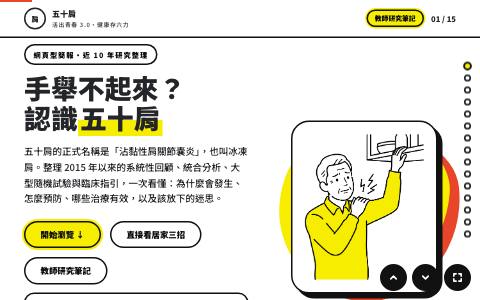 肩
五十肩
活出青春 3.0・健康存六力
教師研究筆記
01 / 15
網頁型簡報・近 10 年研究整理
手舉不起來？
認識五十肩
五十肩的正式名稱是「沾黏性肩關節囊炎」，也叫冰凍
肩。整理 2015 年以來的系統性回顧、統合分析、大
型隨機試驗與臨床指引，一次看懂：為什麼會發生、
怎麼預防、哪些治療有效，以及該放下的迷思。
開始瀏覽 ↓
直接看居家三招
教師研究筆記